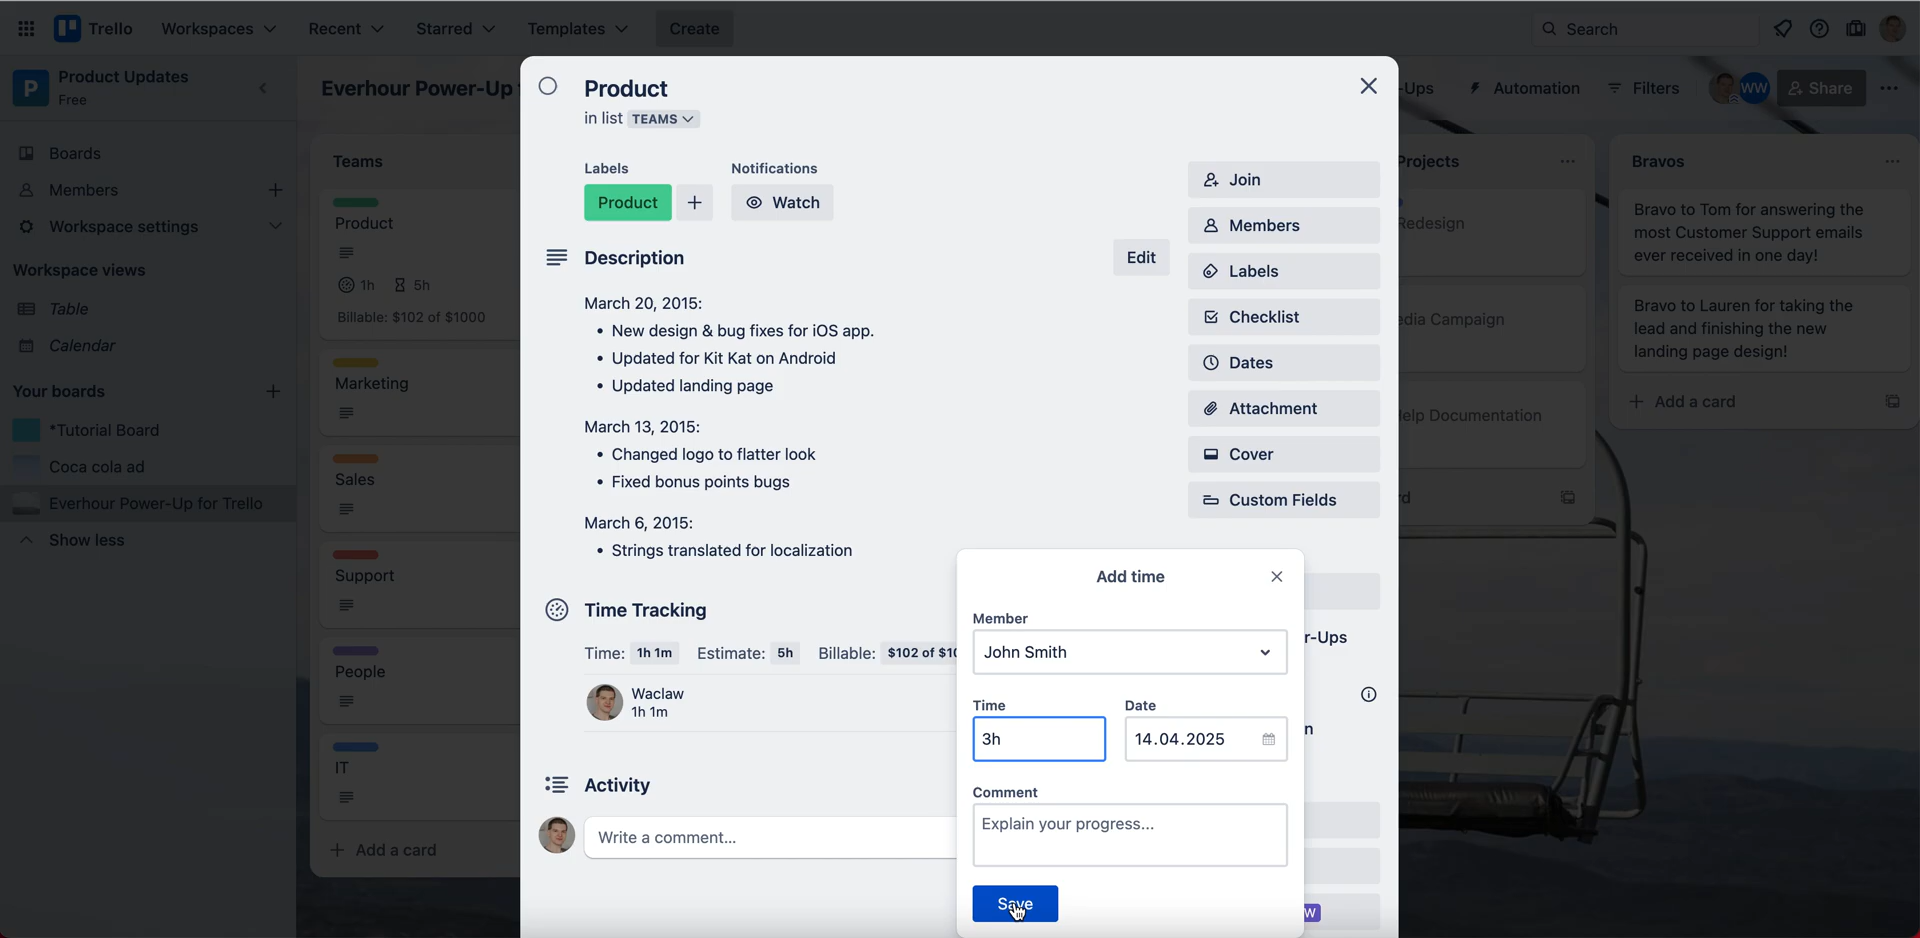 Trello
Workspaces
Recent
Starred
Templates
Create
Search
P
Product Updates
Free
Everhour Power-Up
-Ups
Automation
Filters
WW
Share
Boards
Members
Workspace settings
Workspace views
Table
Calendar
Your boards
*Tutorial Board
Coca cola ad
Everhour Power-Up for Trello
Show less
Teams
Product
1h 5h
Billable: $102 of $1000
Marketing
Sales
Support
People
IT
Add a card
Product
in list TEAMS
Labels
Product
Notifications
Watch
Description
Edit
March 20, 2015:
• New design & bug fixes for iOS app.
• Updated for Kit Kat on Android
• Updated landing page
March 13, 2015:
• Changed logo to flatter look
• Fixed bonus points bugs
March 6, 2015:
• Strings translated for localization
Time Tracking
Time: 1h 1m Estimate: 5h Billable: $102 of $10
Waclaw
1h 1m
Activity
Write a comment...
Join
Members
Labels
Checklist
Dates
Attachment
Cover
Custom Fields
r-Ups
n
W
Add time
Member
John Smith
Time
3h
Date
14.04.2025
Comment
Explain your progress...
Save
Projects
Redesign
edia Campaign
elp Documentation
rd
Bravos
Bravo to Tom for answering the
most Customer Support emails
ever received in one day!
Bravo to Lauren for taking the
lead and finishing the new
landing page design!
Add a card